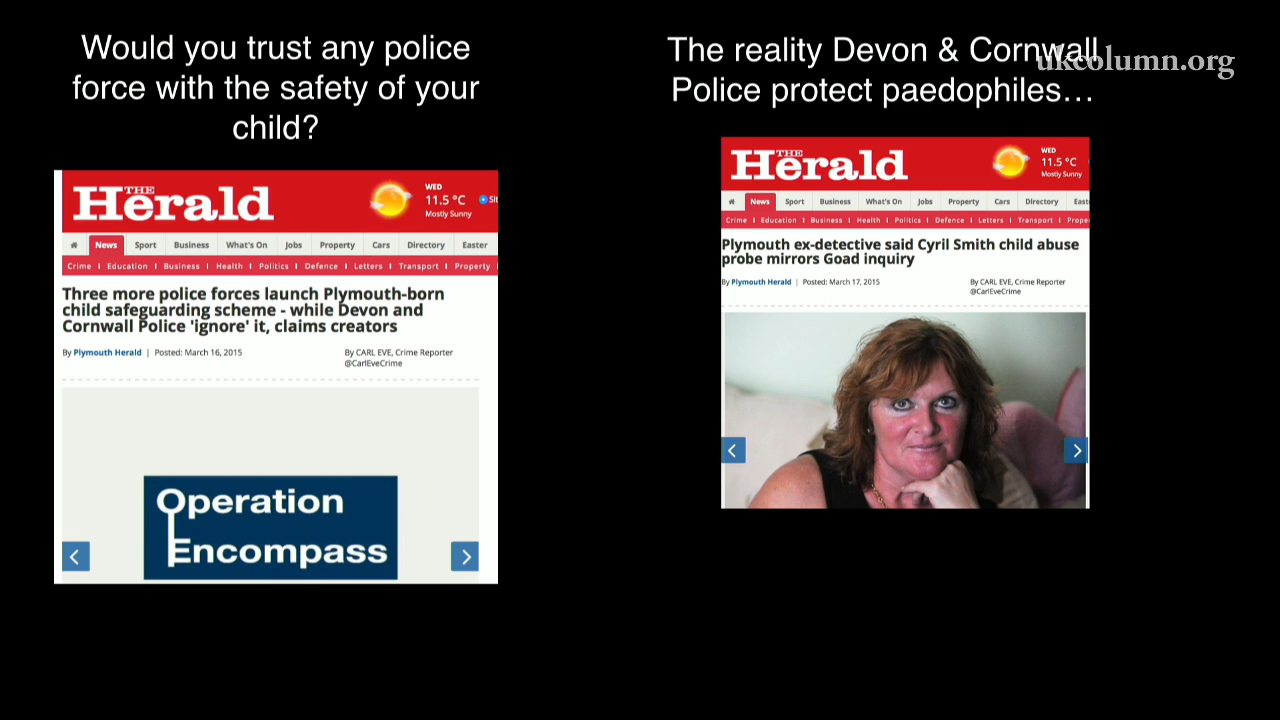 Would you trust any police
force with the safety of your
child?
THE
Herald
WED
11.5 °C
Mostly Sunny
Sit
News Sport Business What's On Jobs Property Cars Directory Easter
Crime | Education | Business | Health | Politics | Defence | Letters | Transport | Property
Three more police forces launch Plymouth-born
child safeguarding scheme - while Devon and
Cornwall Police 'ignore' it, claims creators
By Plymouth Herald | Posted: March 16, 2015
By CARL EVE, Crime Reporter
@CarlEveCrime
Operation
Encompass
The reality Devon & Cornwall
Police protect paedophiles…
ukcolumn.org
THE
Herald
WED
11.5 °C
Mostly Sunny
News Sport Business What's On Jobs Property Cars Directory East
Crime | Education | Business | Health | Politics | Defence | Letters | Transport | Prope
Plymouth ex-detective said Cyril Smith child abuse
probe mirrors Goad inquiry
By Plymouth Herald | Posted: March 17, 2015
By CARL EVE, Crime Reporter
@CarlEveCrime